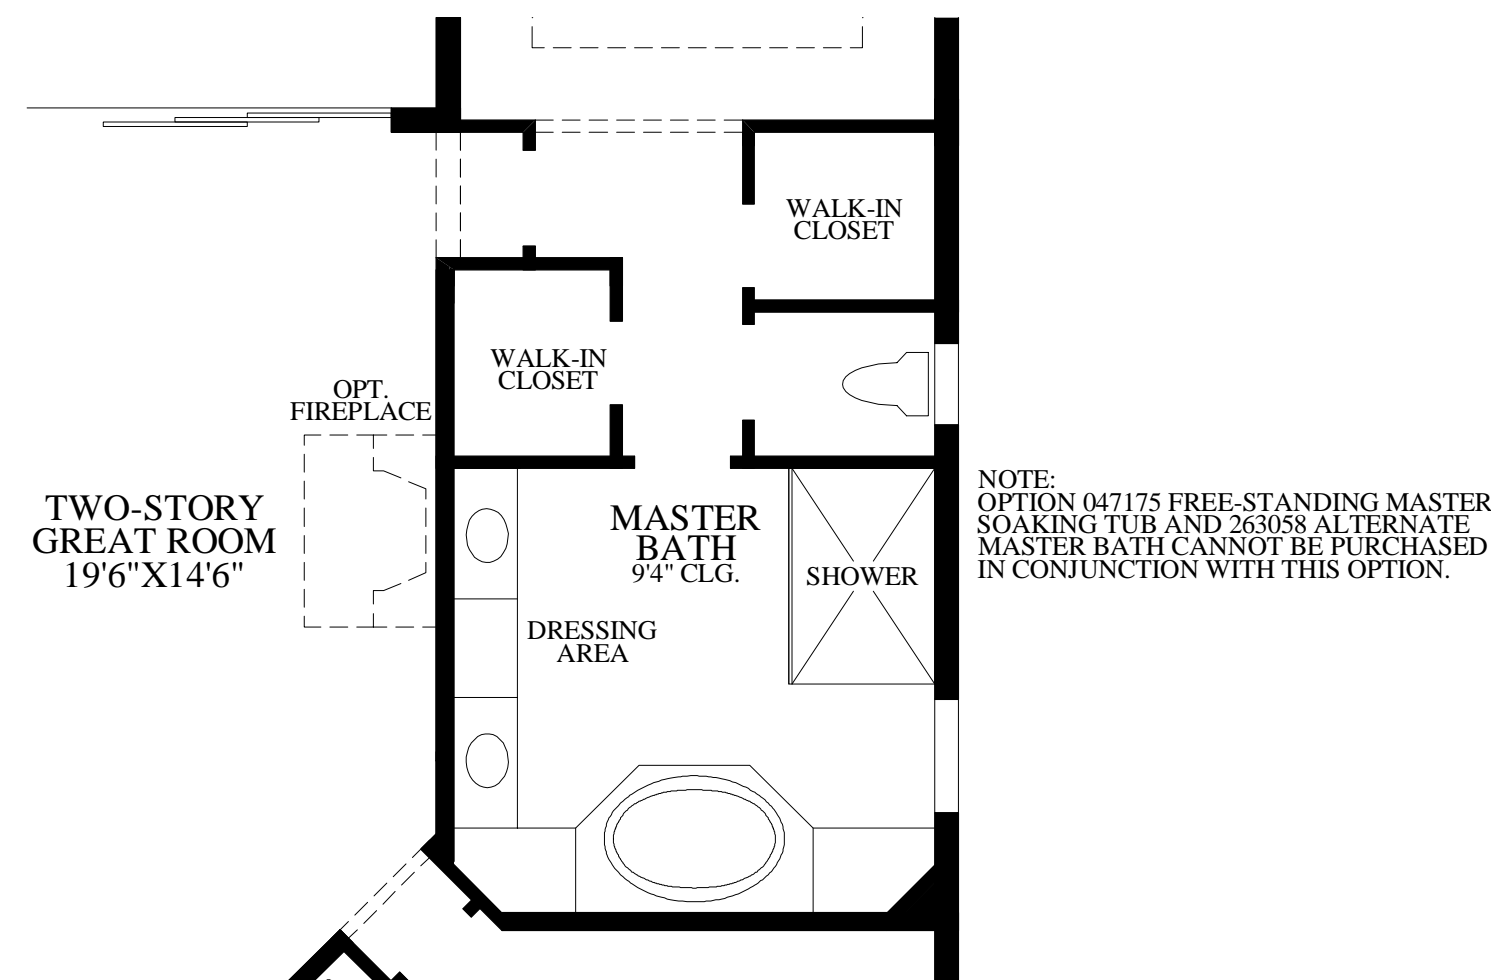 WALK-IN
CLOSET
WALK-IN
CLOSET
OPT.
FIREPLACE
TWO-STORY
GREAT ROOM
19'6"X14'6"
MASTER
BATH
9'4" CLG.
SHOWER
DRESSING
AREA
NOTE:
OPTION 047175 FREE-STANDING MASTER
SOAKING TUB AND 263058 ALTERNATE
MASTER BATH CANNOT BE PURCHASED
IN CONJUNCTION WITH THIS OPTION.